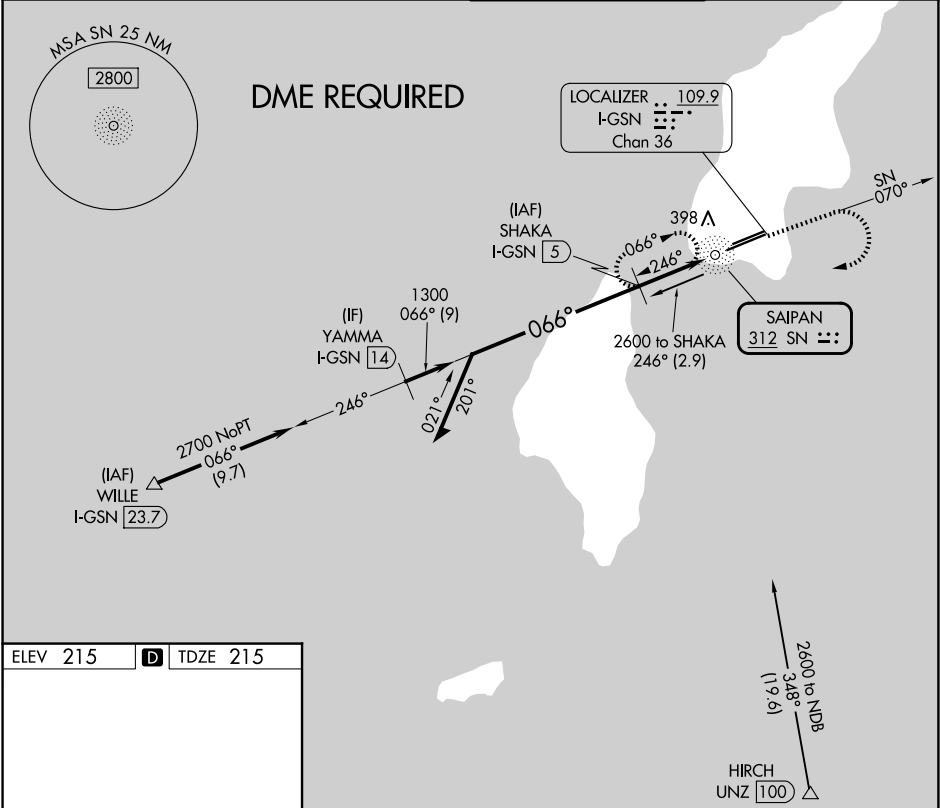 MSA SN 25 NM
2800
DME REQUIRED
LOCALIZER 109.9
I-GSN
Chan 36
SN
070°
398
(IAF)
SHAKA
I-GSN 5
066°
246°
1300
066° (9)
(IF)
YAMMA
I-GSN 14
066°
SAIPAN
312 SN
2600 to SHAKA
246° (2.9)
246°
021°
201°
2700 NoPT
066°
(9.7)
(IAF)
WILLE
I-GSN 23.7
ELEV 215 D TDZE 215
2600 to NDB
348°
(19.6)
HIRCH
UNZ 100